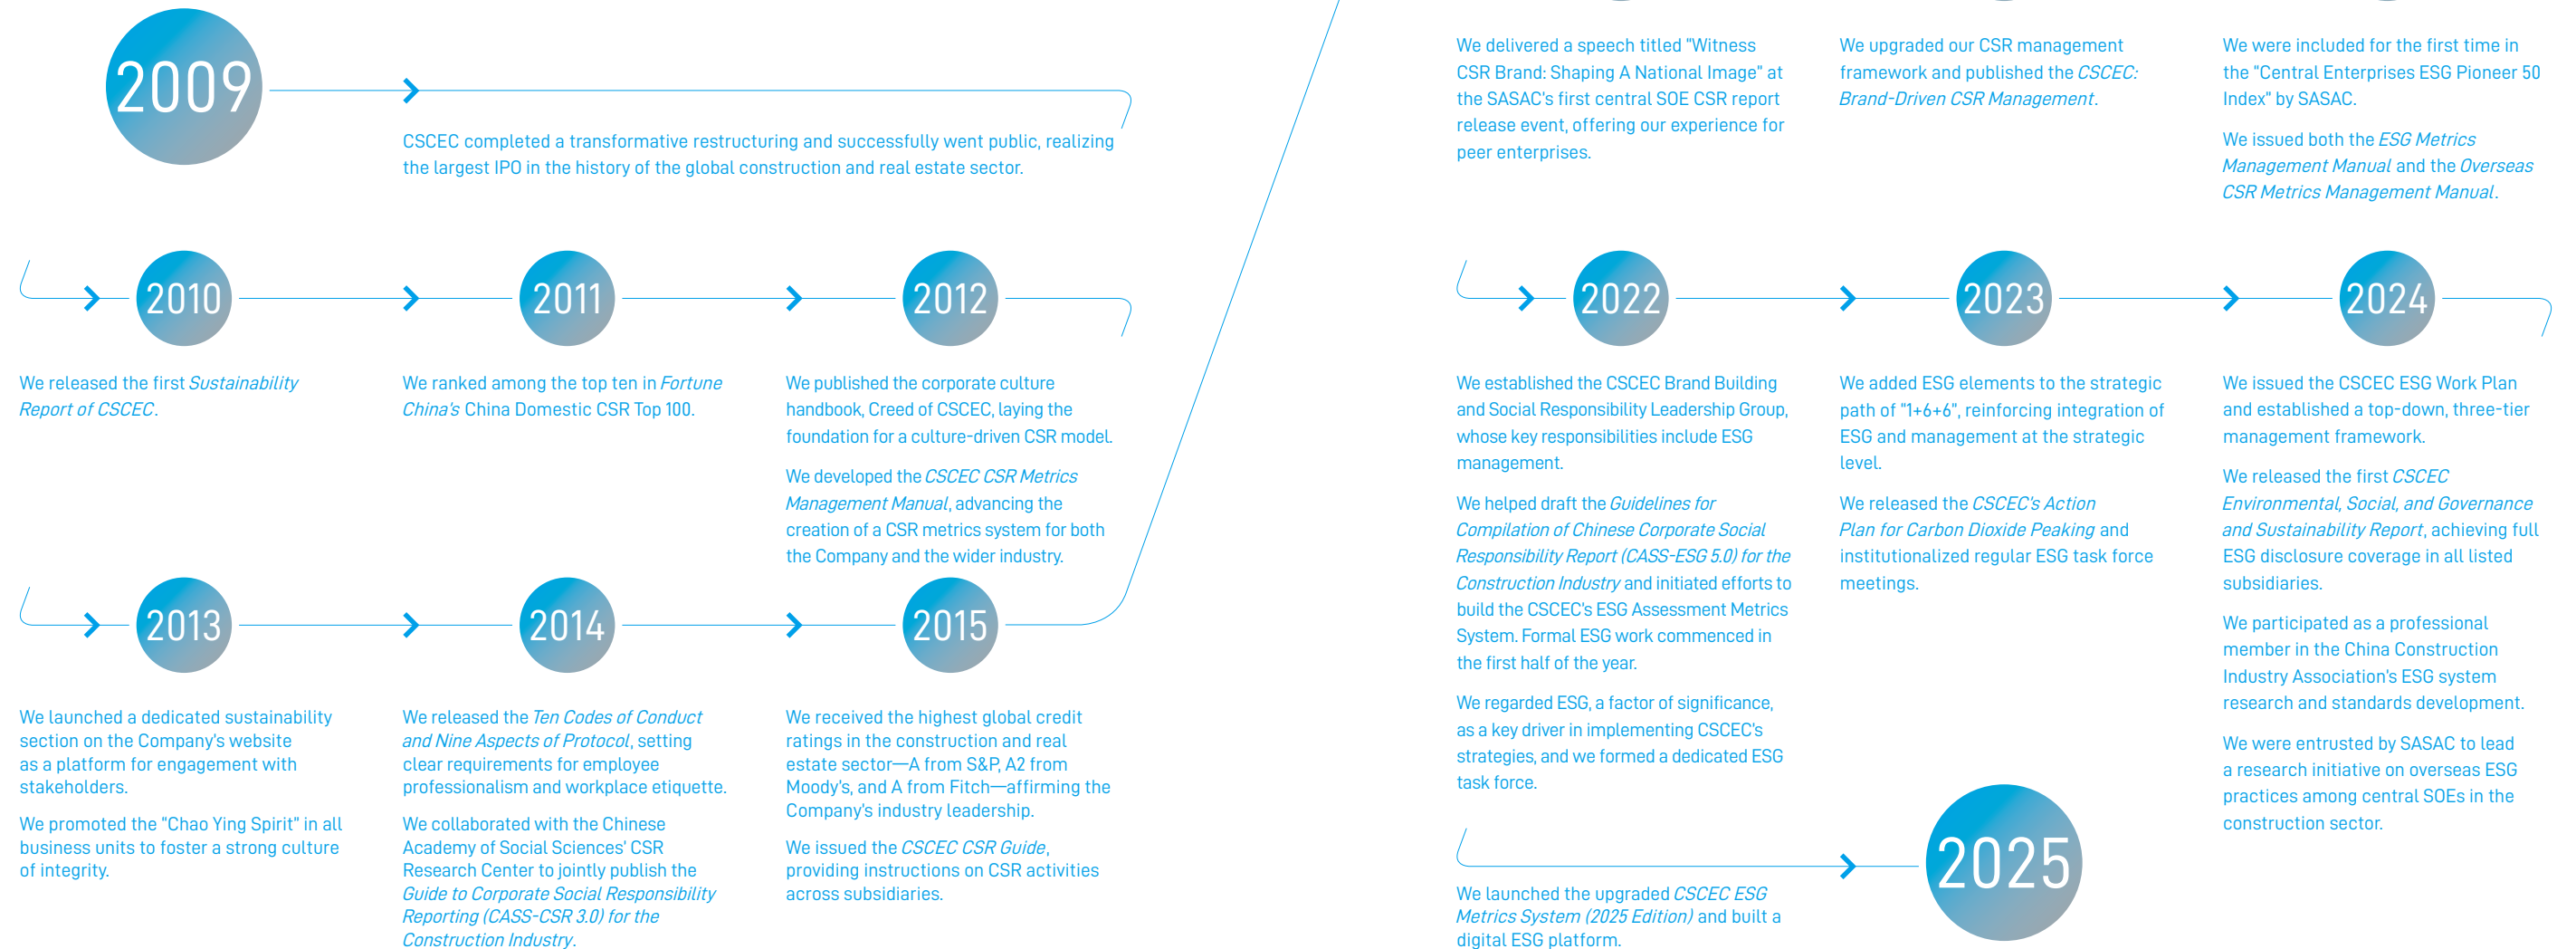 2009
CSCEC completed a transformative restructuring and successfully went public, realizing
the largest IPO in the history of the global construction and real estate sector.
2010
We released the first Sustainability
Report of CSCEC.
2011
We ranked among the top ten in Fortune
China's China Domestic CSR Top 100.
2012
We published the corporate culture
handbook, Creed of CSCEC, laying the
foundation for a culture-driven CSR model.
We developed the CSCEC CSR Metrics
Management Manual, advancing the
creation of a CSR metrics system for both
the Company and the wider industry.
2013
We launched a dedicated sustainability
section on the Company's website
as a platform for engagement with
stakeholders.
We promoted the "Chao Ying Spirit" in all
business units to foster a strong culture
of integrity.
2014
We released the Ten Codes of Conduct
and Nine Aspects of Protocol, setting
clear requirements for employee
professionalism and workplace etiquette.
We collaborated with the Chinese
Academy of Social Sciences' CSR
Research Center to jointly publish the
Guide to Corporate Social Responsibility
Reporting (CASS-CSR 3.0) for the
Construction Industry.
2015
We received the highest global credit
ratings in the construction and real
estate sector—A from S&P, A2 from
Moody's, and A from Fitch—affirming the
Company's industry leadership.
We issued the CSCEC CSR Guide,
providing instructions on CSR activities
across subsidiaries.
We delivered a speech titled "Witness
CSR Brand: Shaping A National Image" at
the SASAC's first central SOE CSR report
release event, offering our experience for
peer enterprises.
We upgraded our CSR management
framework and published the CSCEC:
Brand-Driven CSR Management.
We were included for the first time in
the "Central Enterprises ESG Pioneer 50
Index" by SASAC.
We issued both the ESG Metrics
Management Manual and the Overseas
CSR Metrics Management Manual.
2022
We established the CSCEC Brand Building
and Social Responsibility Leadership Group,
whose key responsibilities include ESG
management.
We helped draft the Guidelines for
Compilation of Chinese Corporate Social
Responsibility Report (CASS-ESG 5.0) for the
Construction Industry and initiated efforts to
build the CSCEC's ESG Assessment Metrics
System. Formal ESG work commenced in
the first half of the year.
We regarded ESG, a factor of significance,
as a key driver in implementing CSCEC's
strategies, and we formed a dedicated ESG
task force.
2023
We added ESG elements to the strategic
path of "1+6+6", reinforcing integration of
ESG and management at the strategic
level.
We released the CSCEC's Action
Plan for Carbon Dioxide Peaking and
institutionalized regular ESG task force
meetings.
2024
We issued the CSCEC ESG Work Plan
and established a top-down, three-tier
management framework.
We released the first CSCEC
Environmental, Social, and Governance
and Sustainability Report, achieving full
ESG disclosure coverage in all listed
subsidiaries.
We participated as a professional
member in the China Construction
Industry Association's ESG system
research and standards development.
We were entrusted by SASAC to lead
a research initiative on overseas ESG
practices among central SOEs in the
construction sector.
2025
We launched the upgraded CSCEC ESG
Metrics System (2025 Edition) and built a
digital ESG platform.